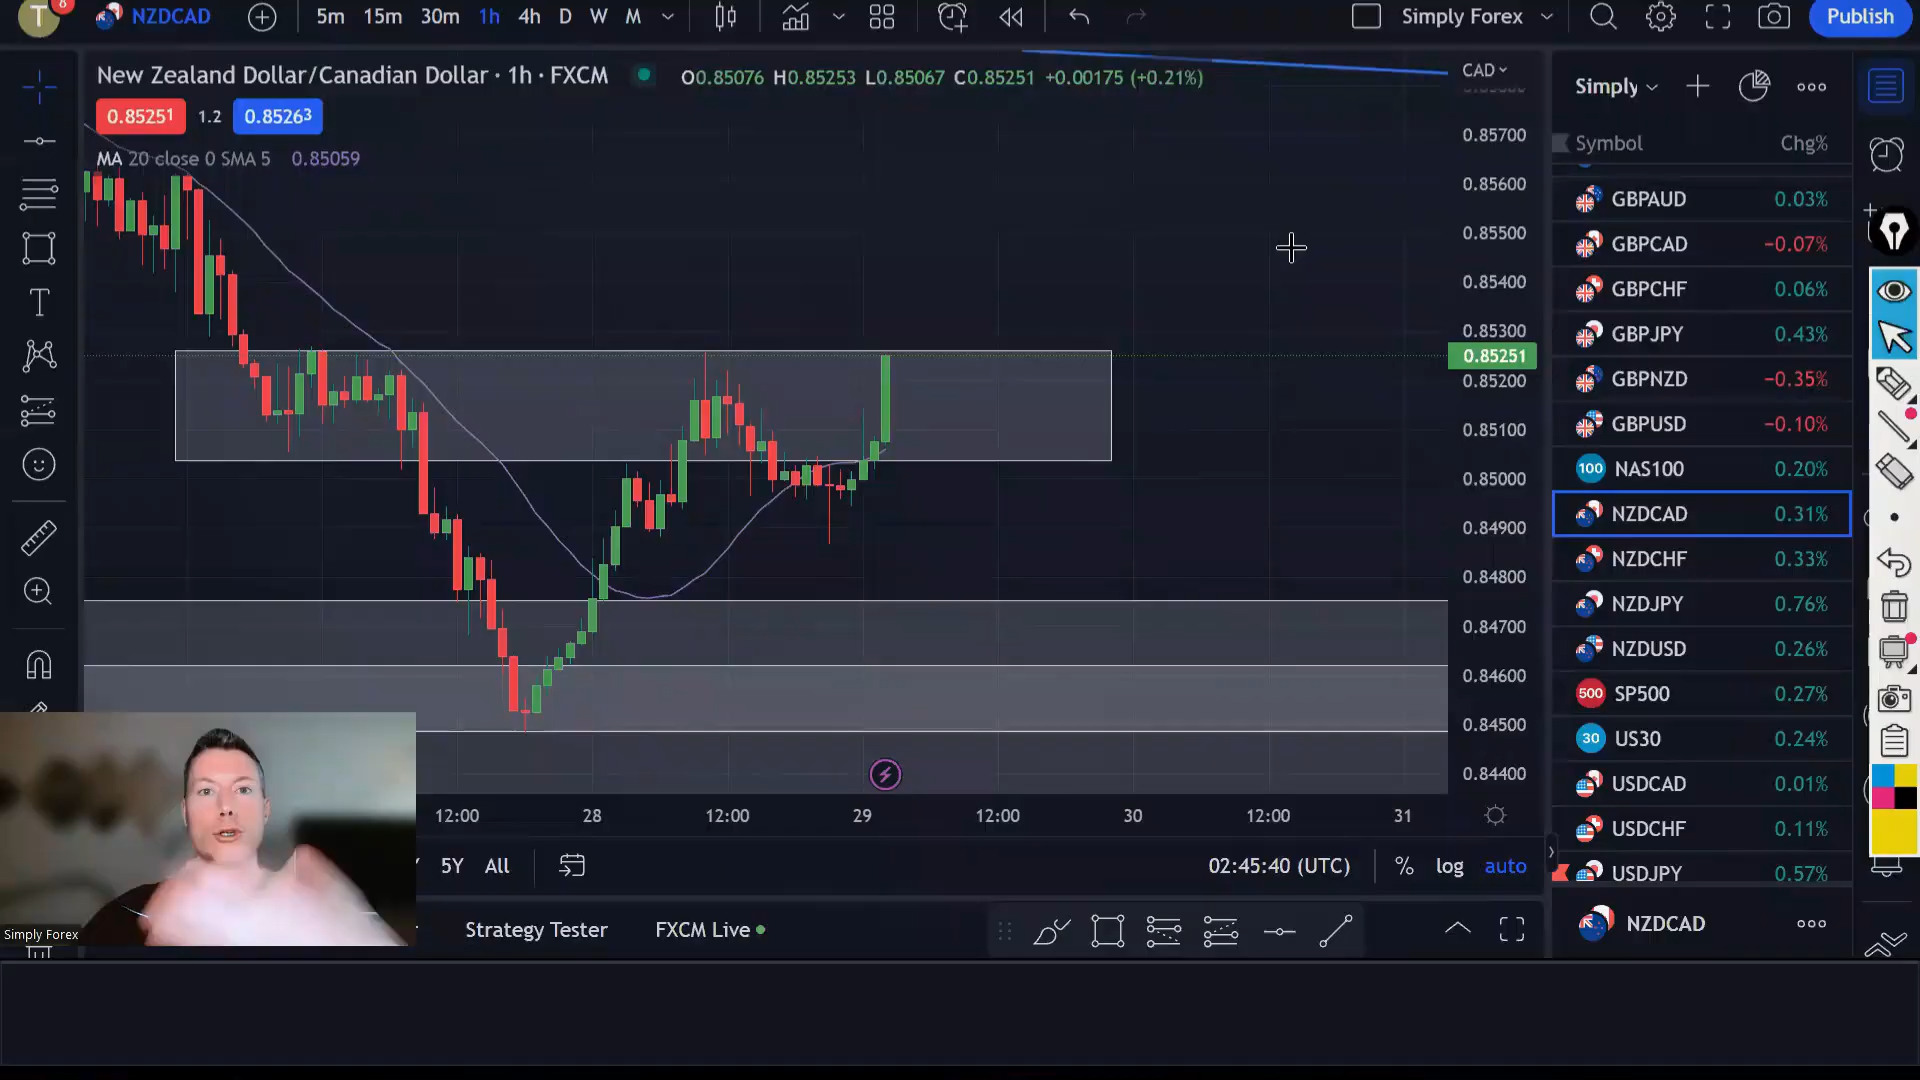 T 8 NZDCAD 5m 15m 30m 1h 4h D W M Simply Forex Publish
New Zealand Dollar/Canadian Dollar · 1h · FXCM O0.85076 H0.85253 L0.85067 C0.85251 +0.00175 (+0.21%)
0.85251 1.2 0.85263
MA 20 close 0 SMA 5 0.85059
CAD
0.85700
0.85600
0.85500
0.85400
0.85300
0.85251
0.85200
0.85100
0.85000
0.84900
0.84800
0.84700
0.84600
0.84500
0.84400
12:00 28 12:00 29 12:00 30 12:00 31
5Y All 02:45:40 (UTC) % log auto
Strategy Tester FXCM Live
Simply Forex
Simply
Symbol Chg%
GBPAUD 0.03%
GBPCAD −0.07%
GBPCHF 0.06%
GBPJPY 0.43%
GBPNZD −0.35%
GBPUSD −0.10%
100 NAS100 0.20%
NZDCAD 0.31%
NZDCHF 0.33%
NZDJPY 0.76%
NZDUSD 0.26%
500 SP500 0.27%
30 US30 0.24%
USDCAD 0.01%
USDCHF 0.11%
USDJPY 0.57%
NZDCAD